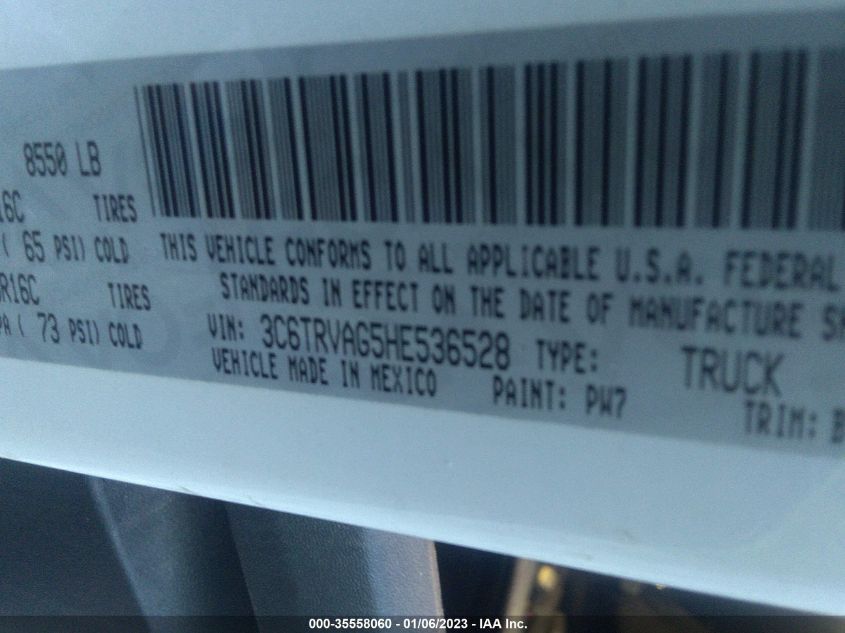 8550 LB
16C TIRES
( 65 PSI) COLD
R16C TIRES
PA ( 73 PSI) COLD
THIS VEHICLE CONFORMS TO ALL APPLICABLE U.S.A. FEDERAL
STANDARDS IN EFFECT ON THE DATE OF MANUFACTURE
VIN: 3C6TRVAG5HE536528 TYPE: TRUCK
VEHICLE MADE IN MEXICO PAINT: PW7 TRIM:
000-35558060 - 01/06/2023 - IAA Inc.